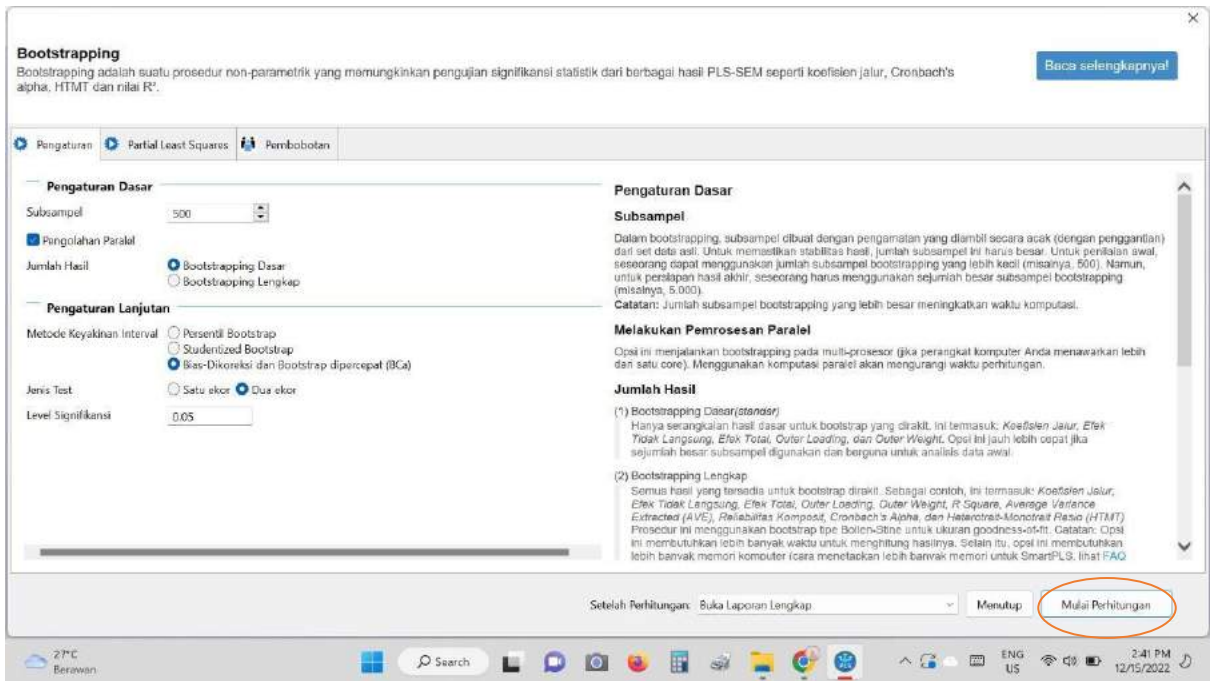 Bootstrapping
Bootstrapping adalah suatu prosedur non-parametrik yang memungkinkan pengujian signifikansi statistik dari berbagai hasil PLS-SEM seperti koefisien jalur, Cronbach's
alpha, HTMT dan nilai R².
Baca selengkapnya!
Pengaturan
Partial Least Squares
Pembobotan
Pengaturan Dasar
Subsampel 500
Pengolahan Paralel
Jumlah Hasil Bootstrapping Dasar
Bootstrapping Lengkap
Pengaturan Lanjutan
Metode Keyakinan Interval Persentil Bootstrap
Studentized Bootstrap
Bias-Dikoreksi dan Bootstrap dipercepat (BCa)
Jenis Test Satu ekor Dua ekor
Level Signifikansi 0.05
Pengaturan Dasar
Subsampel
Dalam bootstrapping, subsampel dibuat dengan pengamatan yang diambil secara acak (dengan penggantian)
dari set data asli. Untuk memastikan stabilitas hasil, jumlah subsampel ini harus besar. Untuk penilaian awal,
seseorang dapat menggunakan jumlah subsampel bootstrapping yang lebih kecil (misalnya, 500). Namun,
untuk persiapan hasil akhir, seseorang harus menggunakan sejumlah besar subsampel bootstrapping
(misalnya, 5.000).
Catatan: Jumlah subsampel bootstrapping yang lebih besar meningkatkan waktu komputasi.
Melakukan Pemrosesan Paralel
Opsi ini menjalankan bootstrapping pada multi-prosesor (jika perangkat komputer Anda menawarkan lebih
dari satu core). Menggunakan komputasi paralel akan mengurangi waktu perhitungan.
Jumlah Hasil
(1) Bootstrapping Dasar(standar)
Hanya serangkaian hasil dasar untuk bootstrap yang dirakit. Ini termasuk: Koefisien Jalur, Efek
Tidak Langsung, Efek Total, Outer Loading, dan Outer Weight. Opsi ini jauh lebih cepat jika
sejumlah besar subsampel digunakan dan berguna untuk analisis data awal.
(2) Bootstrapping Lengkap
Semua hasil yang tersedia untuk bootstrap dirakit. Sebagai contoh, ini termasuk: Koefisien Jalur,
Efek Tidak Langsung, Efek Total, Outer Loading, Outer Weight, R Square, Average Variance
Extracted (AVE), Reliabilitas Komposit, Cronbach's Alpha, dan Heterotrait-Monotrait Rasio (HTMT)
Prosedur ini menggunakan bootstrap tipe Bollen-Stine untuk ukuran goodness-of-fit. Catatan: Opsi
ini membutuhkan lebih banyak waktu untuk menghitung hasilnya. Selain itu, opsi ini membutuhkan
lebih banyak memori komputer (cara menetapkan lebih banyak memori untuk SmartPLS, lihat FAQ
Setelah Perhitungan: Buka Laporan Lengkap Menutup Mulai Perhitungan
27°C
Berawan
Search
ENG
US
2:41 PM
12/15/2022